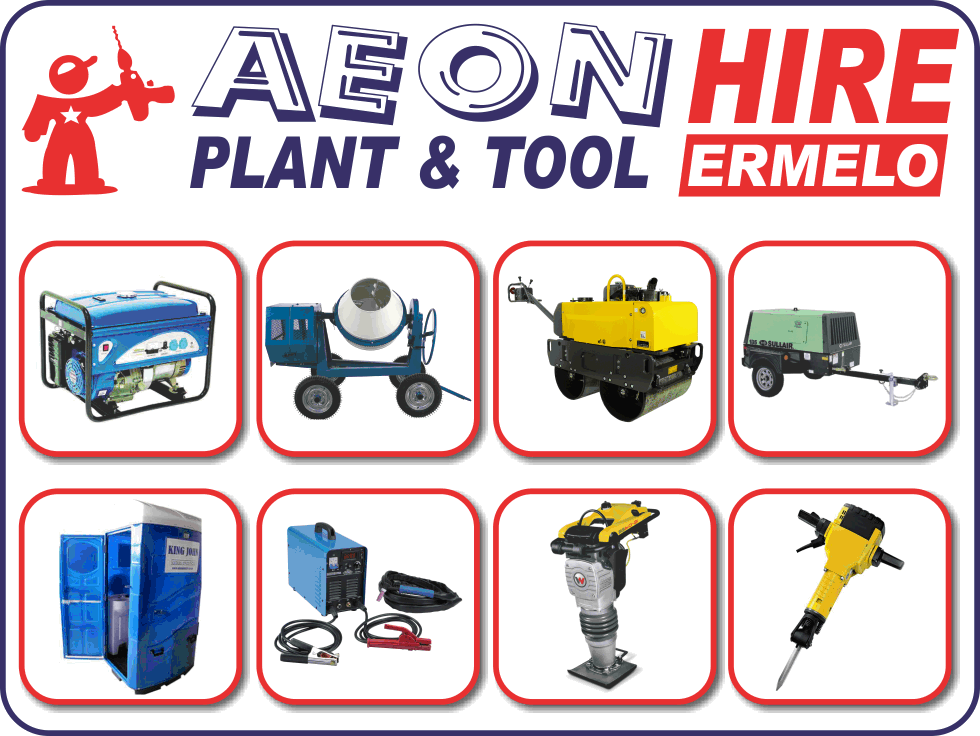 AEON HIRE
PLANT & TOOL ERMELO
SULLAIR
KING JOHN
W